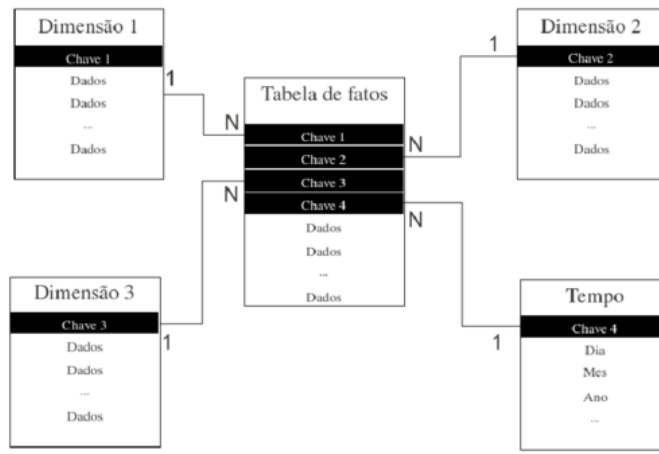 Dimensão 1
Chave 1
Dados
Dados
...
Dados
1
N
Tabela de fatos
Chave 1
Chave 2
Chave 3
Chave 4
Dados
Dados
...
Dados
N
N
N
Dimensão 2
Chave 2
Dados
Dados
...
Dados
1
Dimensão 3
Chave 3
Dados
Dados
...
Dados
1
Tempo
Chave 4
Dia
Mes
Ano
...
1